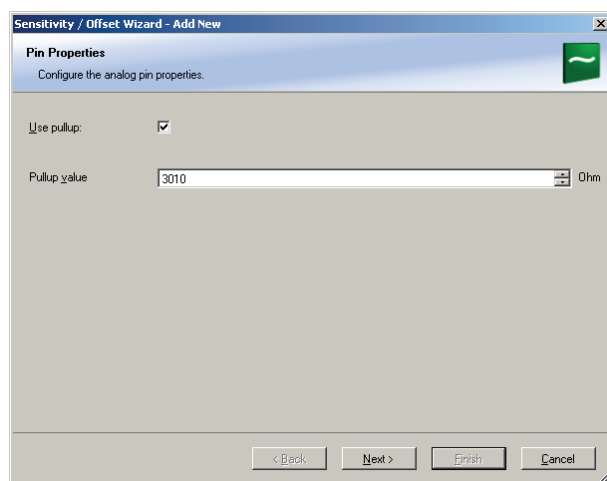 Sensitivity / Offset Wizard - Add New
Pin Properties
Configure the analog pin properties.
Use pullup:
Pullup value 3010 Ohm
< Back Next > Finish Cancel